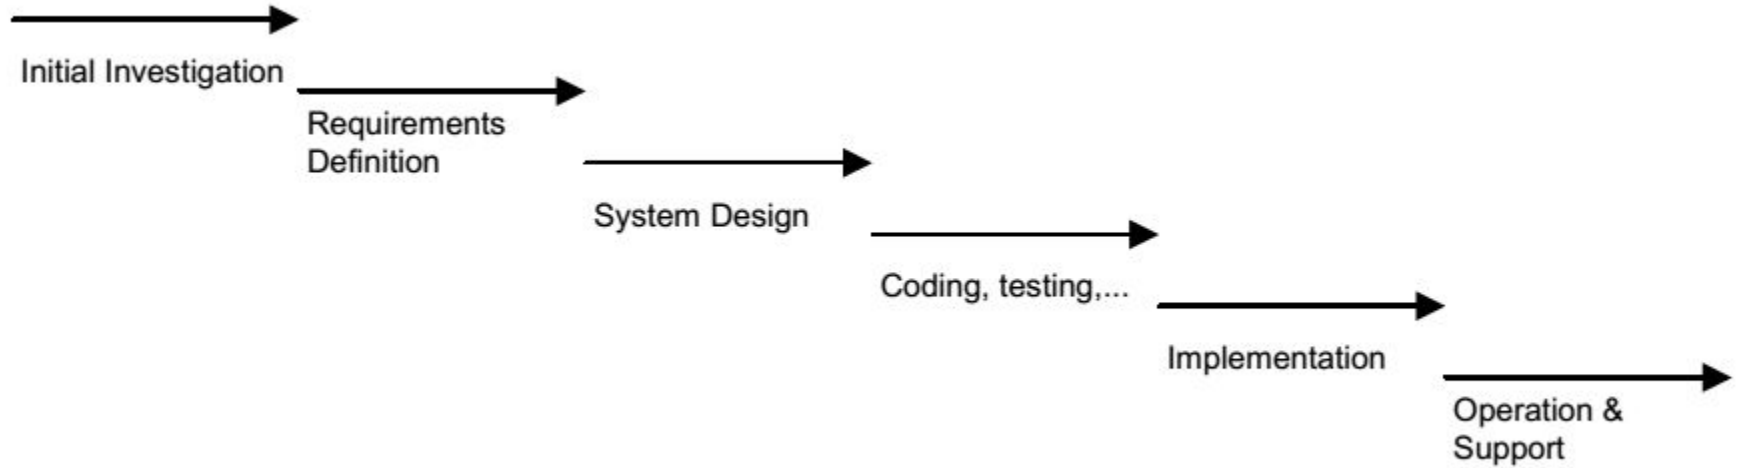 Initial Investigation
Requirements
Definition
System Design
Coding, testing,...
Implementation
Operation &
Support